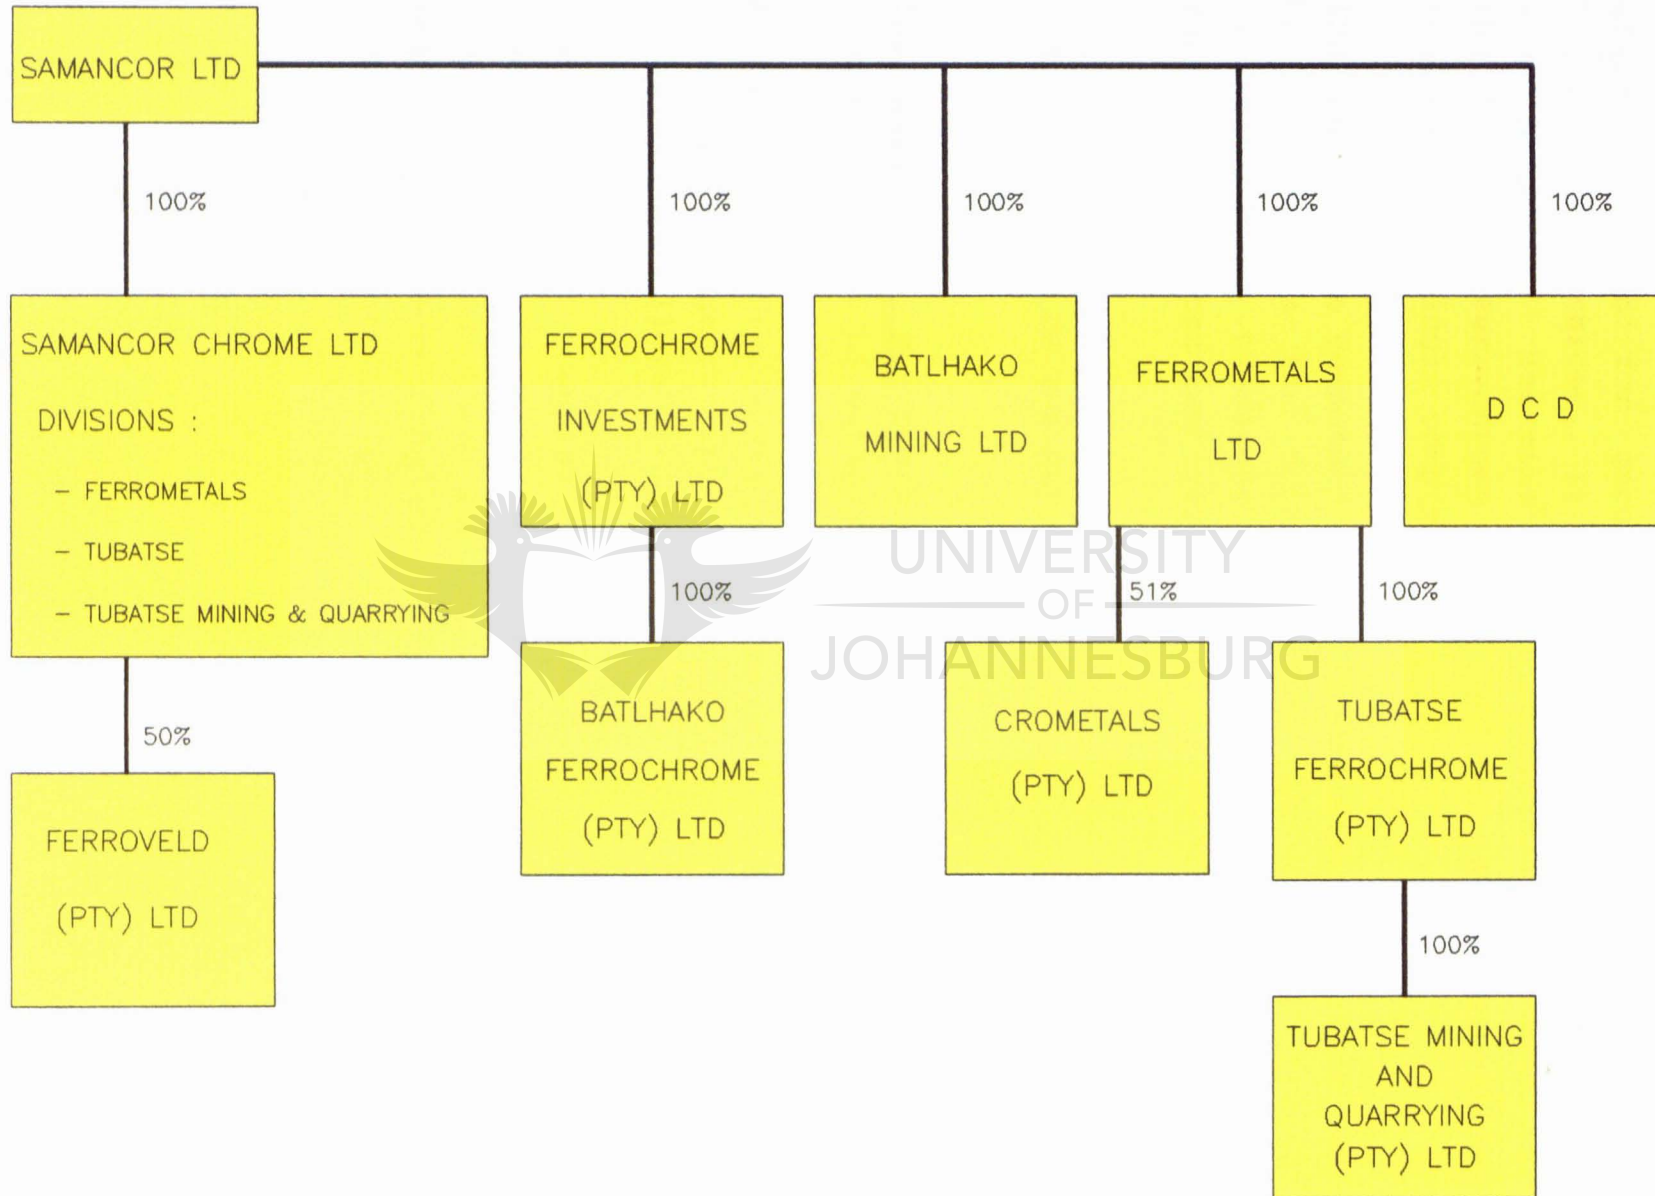 SAMANCOR LTD
100%
100%
100%
100%
100%
SAMANCOR CHROME LTD
DIVISIONS :
– FERROMETALS
– TUBATSE
– TUBATSE MINING & QUARRYING
FERROCHROME
INVESTMENTS
(PTY) LTD
BATLHAKO
MINING LTD
FERROMETALS
LTD
D C D
50%
100%
51%
100%
FERROVELD
(PTY) LTD
BATLHAKO
FERROCHROME
(PTY) LTD
CROMETALS
(PTY) LTD
TUBATSE
FERROCHROME
(PTY) LTD
100%
TUBATSE MINING
AND
QUARRYING
(PTY) LTD
UNIVERSITY
OF
JOHANNESBURG